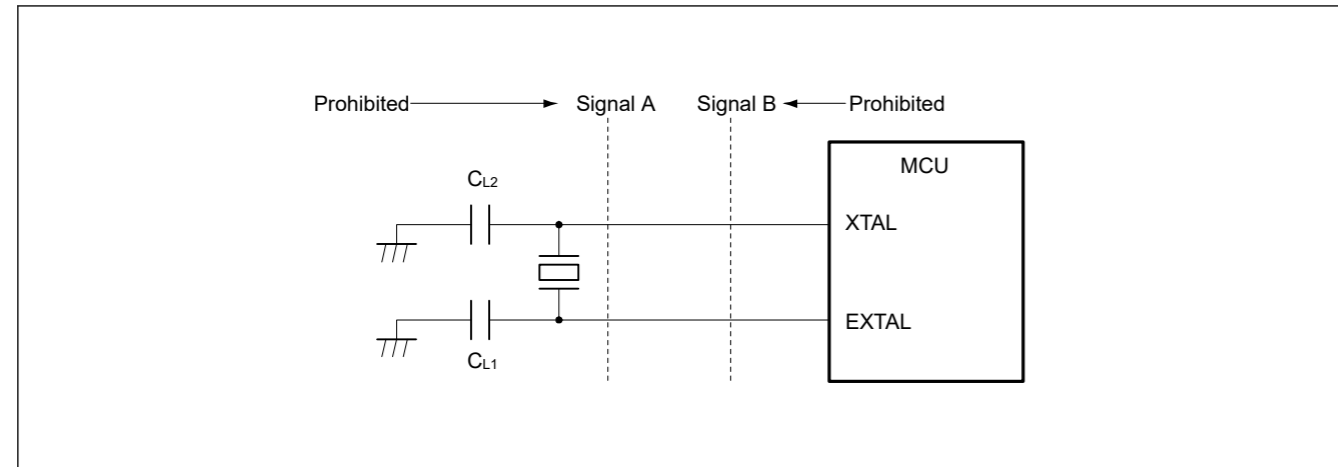 Prohibited Signal A Signal B Prohibited
MCU
CL2
XTAL
EXTAL
CL1